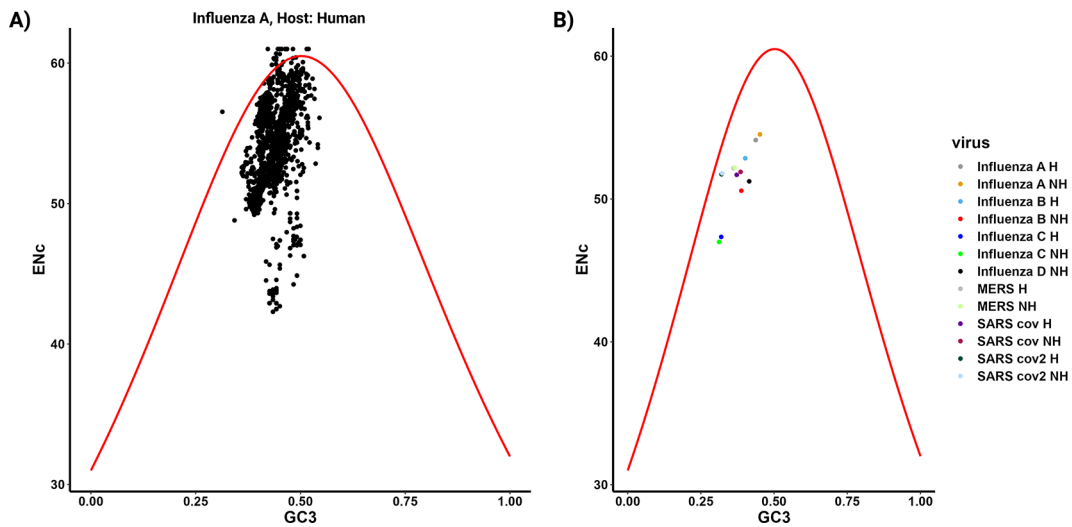 A)
Influenza A, Host: Human
60
50
40
30
ENc
0.00
0.25
0.50
0.75
1.00
GC3
B)
60
50
40
30
ENc
0.00
0.25
0.50
0.75
1.00
GC3
virus
Influenza A H
Influenza A NH
Influenza B H
Influenza B NH
Influenza C H
Influenza C NH
Influenza D NH
MERS H
MERS NH
SARS cov H
SARS cov NH
SARS cov2 H
SARS cov2 NH